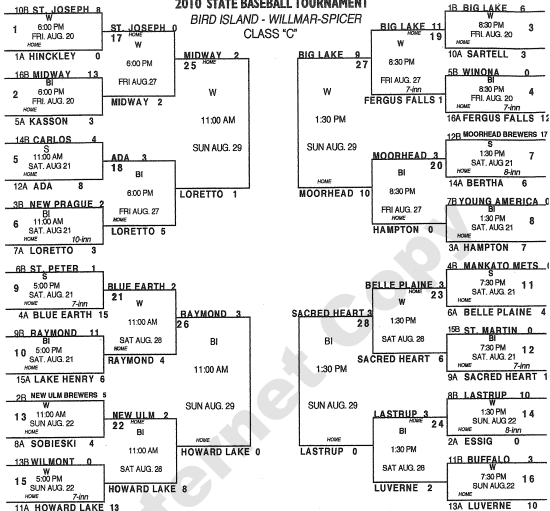 2010 STATE BASEBALL TOURNAMENT
BIRD ISLAND - WILLMAR-SPICER
CLASS "C"
10B ST. JOSEPH 8
1 W
6:00 PM
FRI. AUG. 20
HOME
1A HINCKLEY 0
16B MIDWAY 13
2 BI
6:00 PM
FRI. AUG. 20
HOME
5A KASSON 3
14B CARLOS 4
5 S
11:00 AM
SAT. AUG 21
HOME
12A ADA 8
3B NEW PRAGUE 2
6 BI
11:00 AM
SAT. AUG 21
HOME 10-inn
7A LORETTO 3
6B ST. PETER 1
9 S
5:00 PM
SAT. AUG. 21
HOME 7-inn
4A BLUE EARTH 15
9B RAYMOND 11
10 BI
5:00 PM
SAT. AUG. 21
HOME
15A LAKE HENRY 6
2B NEW ULM BREWERS 5
13 W
11:00 AM
SUN. AUG. 22
HOME
8A SOBIESKI 4
13B WILMONT 0
15 W
5:00 PM
SUN. AUG. 22
HOME 7-inn
11A HOWARD LAKE 13
ST. JOSEPH 0
17 HOME
W
6:00 PM
FRI AUG. 27
MIDWAY 2
ADA 3
18 HOME
BI
6:00 PM
FRI AUG. 27
LORETTO 5
BLUE EARTH 2
21
W
11:00 AM
SAT AUG. 28
HOME
RAYMOND 4
NEW ULM 2
22 HOME
BI
11:00 AM
SAT AUG. 28
HOWARD LAKE 8
MIDWAY 2
25 HOME
W
11:00 AM
SUN AUG. 29
LORETTO 1
RAYMOND 3
26 HOME
BI
11:00 AM
SUN AUG. 29
HOWARD LAKE 0
BIG LAKE 9
27 HOME
W
1:30 PM
SUN AUG. 29
MOORHEAD 10
SACRED HEART 3
28 HOME
BI
1:30 PM
SUN AUG. 29
LASTRUP 0
BIG LAKE 11
HOME 19
W
8:30 PM
FRI AUG. 27
FERGUS FALLS 1
MOORHEAD 3
20
BI
8:30 PM
FRI AUG. 27
HOME
HAMPTON 0
BELLE PLAINE 3
HOME 23
W
1:30 PM
SAT AUG. 28
SACRED HEART 6
LASTRUP 3
HOME 24
BI
1:30 PM
SAT AUG. 28
LUVERNE 2
1B BIG LAKE 6
W
8:30 PM 3
FRI. AUG. 20
HOME
10A SARTELL 3
5B WINONA 0
BI
8:30 PM 4
FRI. AUG. 20
7-inn
16A FERGUS FALLS 12
12B MOORHEAD BREWERS 17
S
1:30 PM 7
SAT. AUG 21
HOME 8-inn
14A BERTHA 6
7B YOUNG AMERICA 0
BI
1:30 PM 8
SAT. AUG 21
HOME
3A HAMPTON 7
4B MANKATO METS 0
S
7:30 PM 11
SAT. AUG. 21
HOME
6A BELLE PLAINE 4
15B ST. MARTIN 0
BI
7:30 PM 12
SAT. AUG. 21
7-inn
9A SACRED HEART 1
8B LASTRUP 10
W
1:30 PM 14
SUN. AUG. 22
HOME 8-inn
2A ESSIG 0
11B BUFFALO 3
W
7:30 PM 16
SUN. AUG. 22
HOME
13A LUVERNE 10
ternet Copy